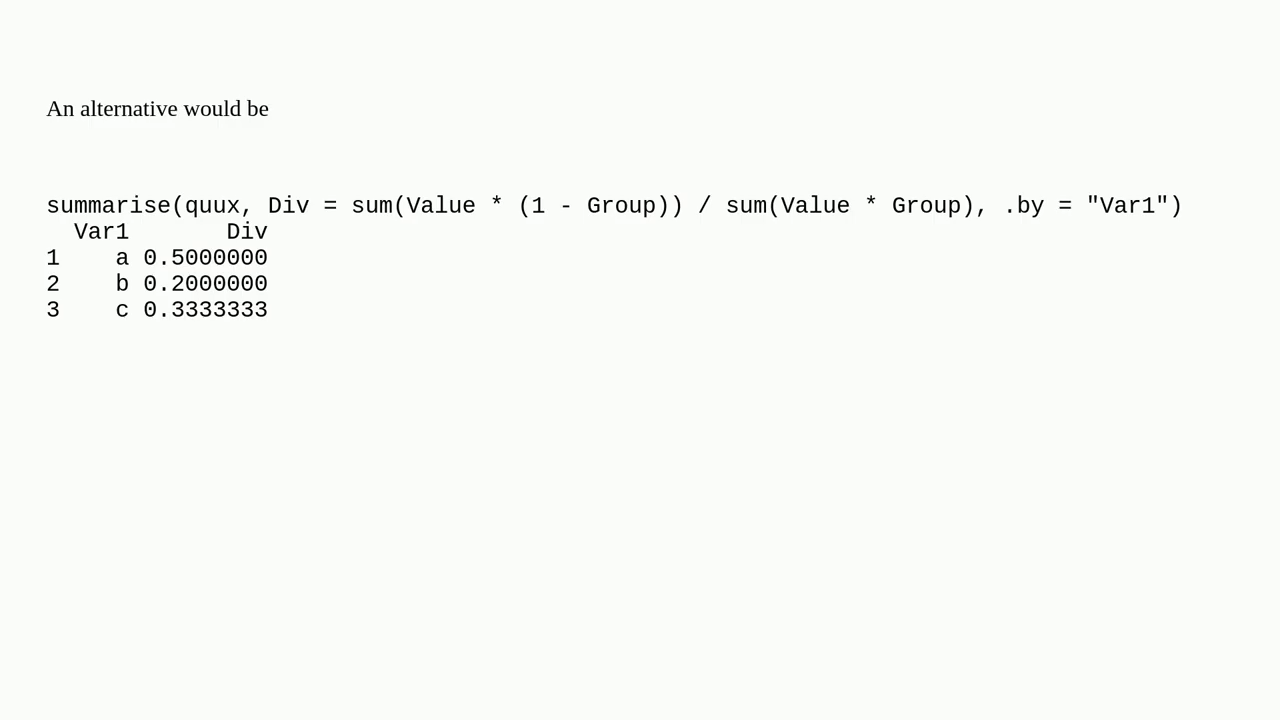 An alternative would be
summarise(quux, Div = sum(Value * (1 - Group)) / sum(Value * Group), .by = "Var1")
  Var1       Div
1    a 0.5000000
2    b 0.2000000
3    c 0.3333333